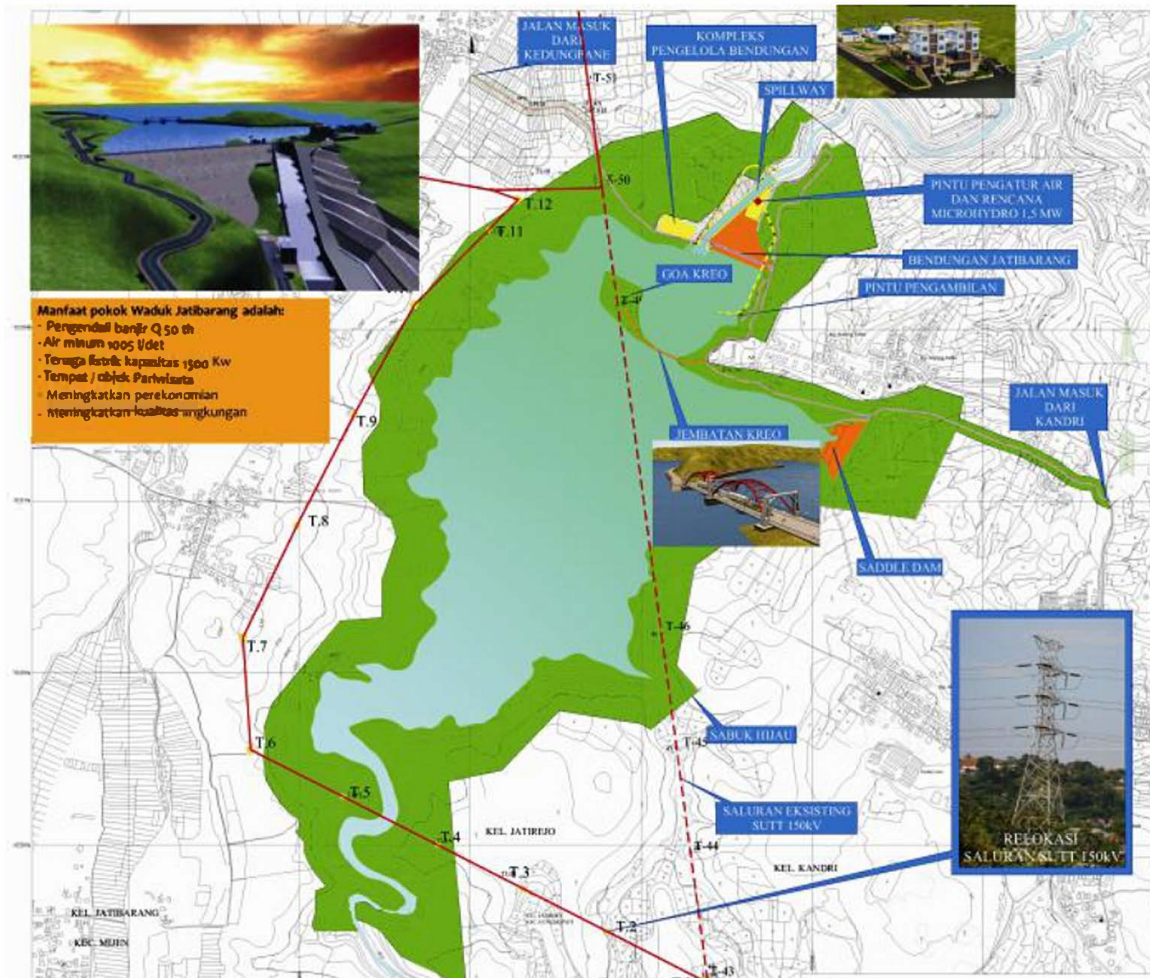 JALAN MASUK
DARI
KEDUNGPANE
KOMPLEKS
PENGELOLA BENDUNGAN
SPILLWAY
T-51
T-50
T.12
T.11
PINTU PENGATUR AIR
DAN RENCANA
MICROHYDRO 1,5 MW
BENDUNGAN JATIBARANG
GOA KREO
PINTU PENGAMBILAN
Manfaat pokok Waduk Jatibarang adalah:
- Pengendali banjir Q 50 th
- Air minum 1005 l/det
- Tenaga listrik kapasitas 1500 Kw
- Tempat / objek Pariwisata
- Meningkatkan perekonomian
- Meningkatkan kualitas lingkungan
T.9
JALAN MASUK
DARI
KANDRI
JEMBATAN KREO
T.8
SADDLE DAM
T-46
T.7
SABUK HIJAU
T-45
T.6
T.5
SALURAN EKSISTING
SUTT 150kV
T.4
KEL. JATIREJO
T-44
RELOKASI
SALURAN SUTT 150kV
KEL. KANDRI
T.3
KEL. JATIBARANG
KEC. MIJEN
T.2
T-43